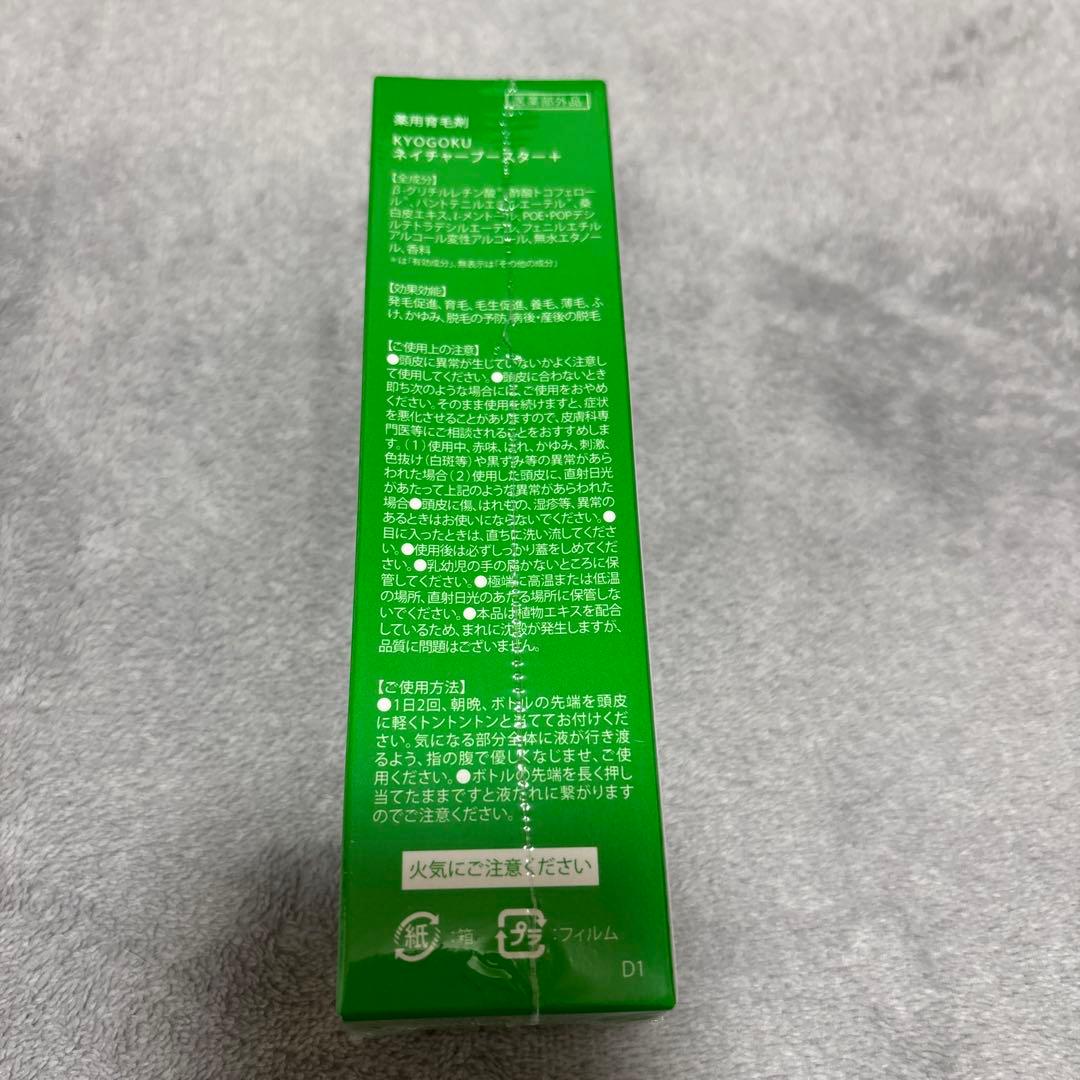 医薬部外品
薬用育毛剤
KYOGOKU
ネイチャーブースター＋
【全成分】
β-グリチルレチン酸*、酢酸トコフェロー
ル*、パントテニルエチルエーテル*、桑
白皮エキス、l-メントール、POE・POPデシ
ルテトラデシルエーテル、フェニルエチル
アルコール変性アルコール、無水エタノー
ル、香料
*は「有効成分」、無表示は「その他の成分」
【効果効能】
発毛促進、育毛、毛生促進、養毛、薄毛、ふ
け、かゆみ、脱毛の予防、病後・産後の脱毛
【ご使用上の注意】
●頭皮に異常が生じていないかよく注意し
て使用してください。●頭皮に合わないとき
即ち次のような場合には、ご使用をおやめ
ください。そのまま使用を続けますと、症状
を悪化させることがありますので、皮膚科専
門医等にご相談されることをおすすめしま
す。（1）使用中、赤味、はれ、かゆみ、刺激、
色抜け（白斑等）や黒ずみ等の異常があら
われた場合（2）使用した頭皮に、直射日光
があたって上記のような異常があらわれた
場合●頭皮に傷、はれもの、湿疹等、異常の
あるときはお使いにならないでください。●
目に入ったときは、直ちに洗い流してくださ
い。●使用後は必ずしっかり蓋をしめてくだ
さい。●乳幼児の手の届かないところに保
管してください。●極端に高温または低温
の場所、直射日光のあたる場所に保管しな
いでください。●本品は植物エキスを配合
しているため、まれに沈殿が発生しますが、
品質に問題はございません。
【ご使用方法】
●1日2回、朝晩、ボトルの先端を頭皮
に軽くトントントンと当ててお付けくだ
さい。気になる部分全体に液が行き渡
るよう、指の腹で優しくなじませ、ご使
用ください。●ボトルの先端を長く押し
当てたままですと液だれに繋がります
のでご注意ください。
火気にご注意ください
紙 :箱 プラ :フィルム
D1